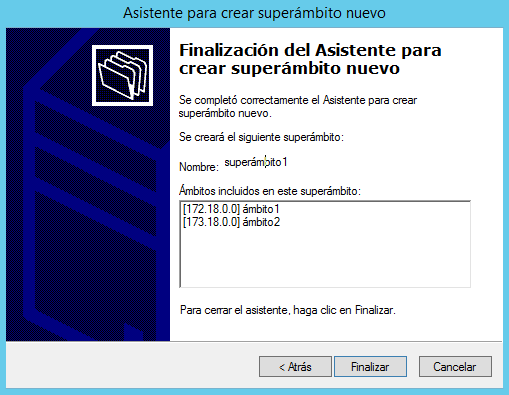 Asistente para crear superámbito nuevo
Finalización del Asistente para
crear superámbito nuevo
Se completó correctamente el Asistente para crear
superámbito nuevo.
Se creará el siguiente superámbito:
Nombre: superámbito1
Ámbitos incluidos en este superámbito:
[172.18.0.0] ámbito1
[173.18.0.0] ámbito2
Para cerrar el asistente, haga clic en Finalizar.
< Atrás Finalizar Cancelar